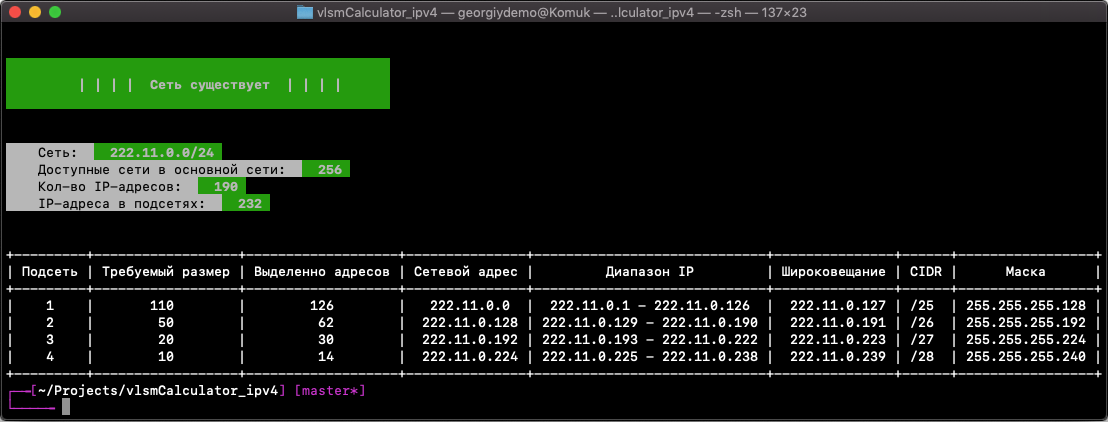 vlsmCalculator_ipv4 — georgiydemo@Komuk — ..lculator_ipv4 — -zsh — 137×23
| | | |  Сеть существует  | | | |
Сеть: 222.11.0.0/24
Доступные сети в основной сети: 256
Кол-во IP-адресов: 190
IP-адреса в подсетях: 232
+---------+------------------+-------------------+---------------+-----------------------------+---------------+------+-----------------+
| Подсеть | Требуемый размер | Выделенно адресов | Сетевой адрес | Диапазон IP | Широковещание | CIDR | Маска |
+---------+------------------+-------------------+---------------+-----------------------------+---------------+------+-----------------+
| 1 | 110 | 126 | 222.11.0.0 | 222.11.0.1 - 222.11.0.126 | 222.11.0.127 | /25 | 255.255.255.128 |
| 2 | 50 | 62 | 222.11.0.128 | 222.11.0.129 - 222.11.0.190 | 222.11.0.191 | /26 | 255.255.255.192 |
| 3 | 20 | 30 | 222.11.0.192 | 222.11.0.193 - 222.11.0.222 | 222.11.0.223 | /27 | 255.255.255.224 |
| 4 | 10 | 14 | 222.11.0.224 | 222.11.0.225 - 222.11.0.238 | 222.11.0.239 | /28 | 255.255.255.240 |
+---------+------------------+-------------------+---------------+-----------------------------+---------------+------+-----------------+
[~/Projects/vlsmCalculator_ipv4] [master*]